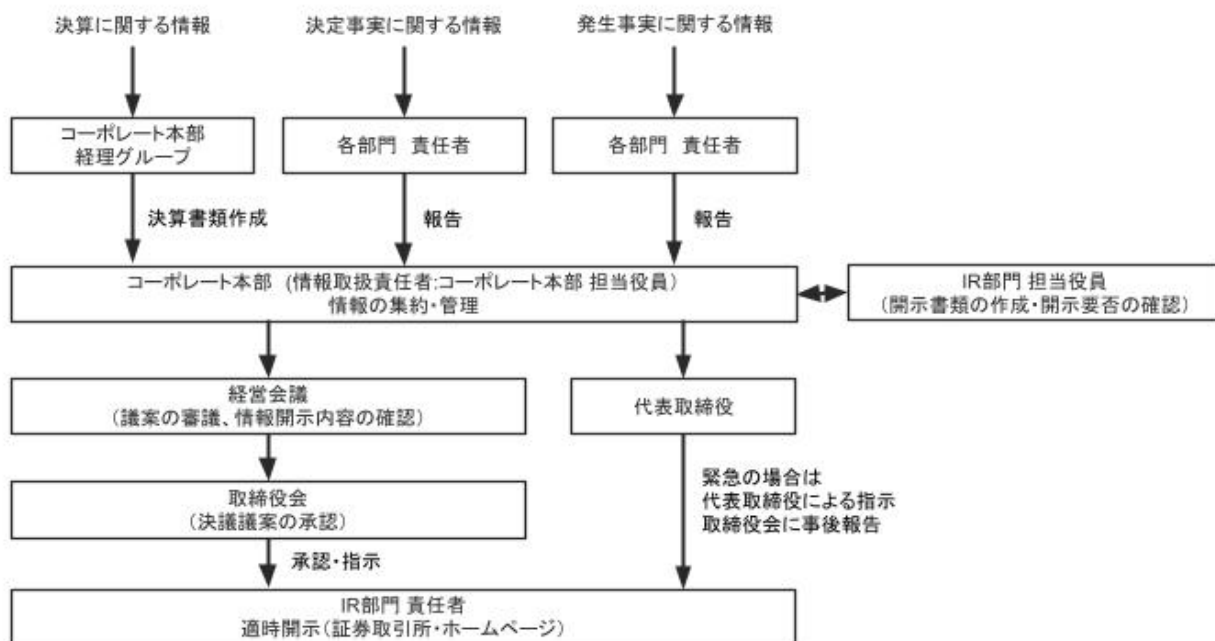 決算に関する情報
決定事実に関する情報
発生事実に関する情報
コーポレート本部
経理グループ
各部門 責任者
各部門 責任者
決算書類作成
報告
報告
コーポレート本部 (情報取扱責任者:コーポレート本部 担当役員)
情報の集約・管理
IR部門 担当役員
(開示書類の作成・開示要否の確認)
経営会議
(議案の審議、情報開示内容の確認)
代表取締役
取締役会
(決議議案の承認)
緊急の場合は
代表取締役による指示
取締役会に事後報告
承認・指示
IR部門 責任者
適時開示(証券取引所・ホームページ)